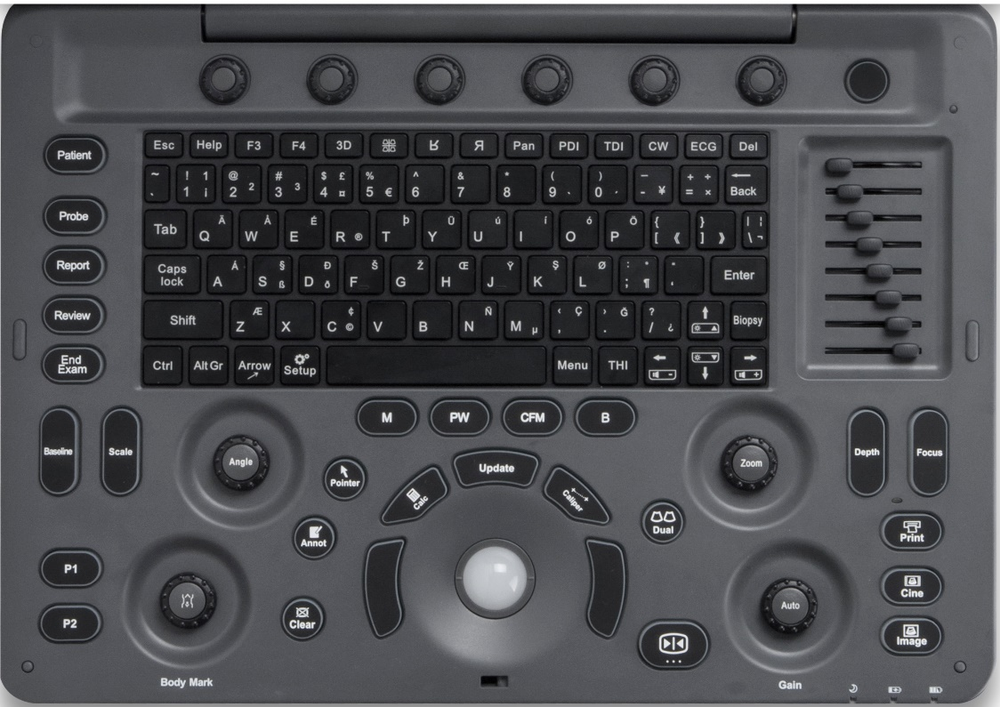 Patient
Probe
Report
Review
End
Exam
Esc Help F3 F4 3D Я Pan PDI TDI CW ECG Del
~ ` ! 1 1 ¡ @ 2 2 # 3 3 $ £ 4 ¤ % 5 € ^ 6 & 7 * 8 ( 9 ) 0 _ - ¥ + ÷ = × Back
Tab Q Ä W Å E É R ® T Þ Y Ü U ú I í O ó P Ö { [ « } ] » | ¦ \ ¬
Caps
lock
A Á S § ß D Ð ð F Š G Ž H Œ J Ÿ K Ş L Ø : ; ¶ Enter
Shift Z Æ X C ¢ © V B N Ñ M µ , Ç . Ğ ? / ¿ Biopsy
Ctrl Alt Gr Arrow Setup Menu THI - +
M PW CFM B
Baseline Scale Angle Pointer Calc Update Caliper Dual Zoom Depth Focus
Annot
Clear
P1
P2
Body Mark
Auto
Gain
Print
Cine
Image